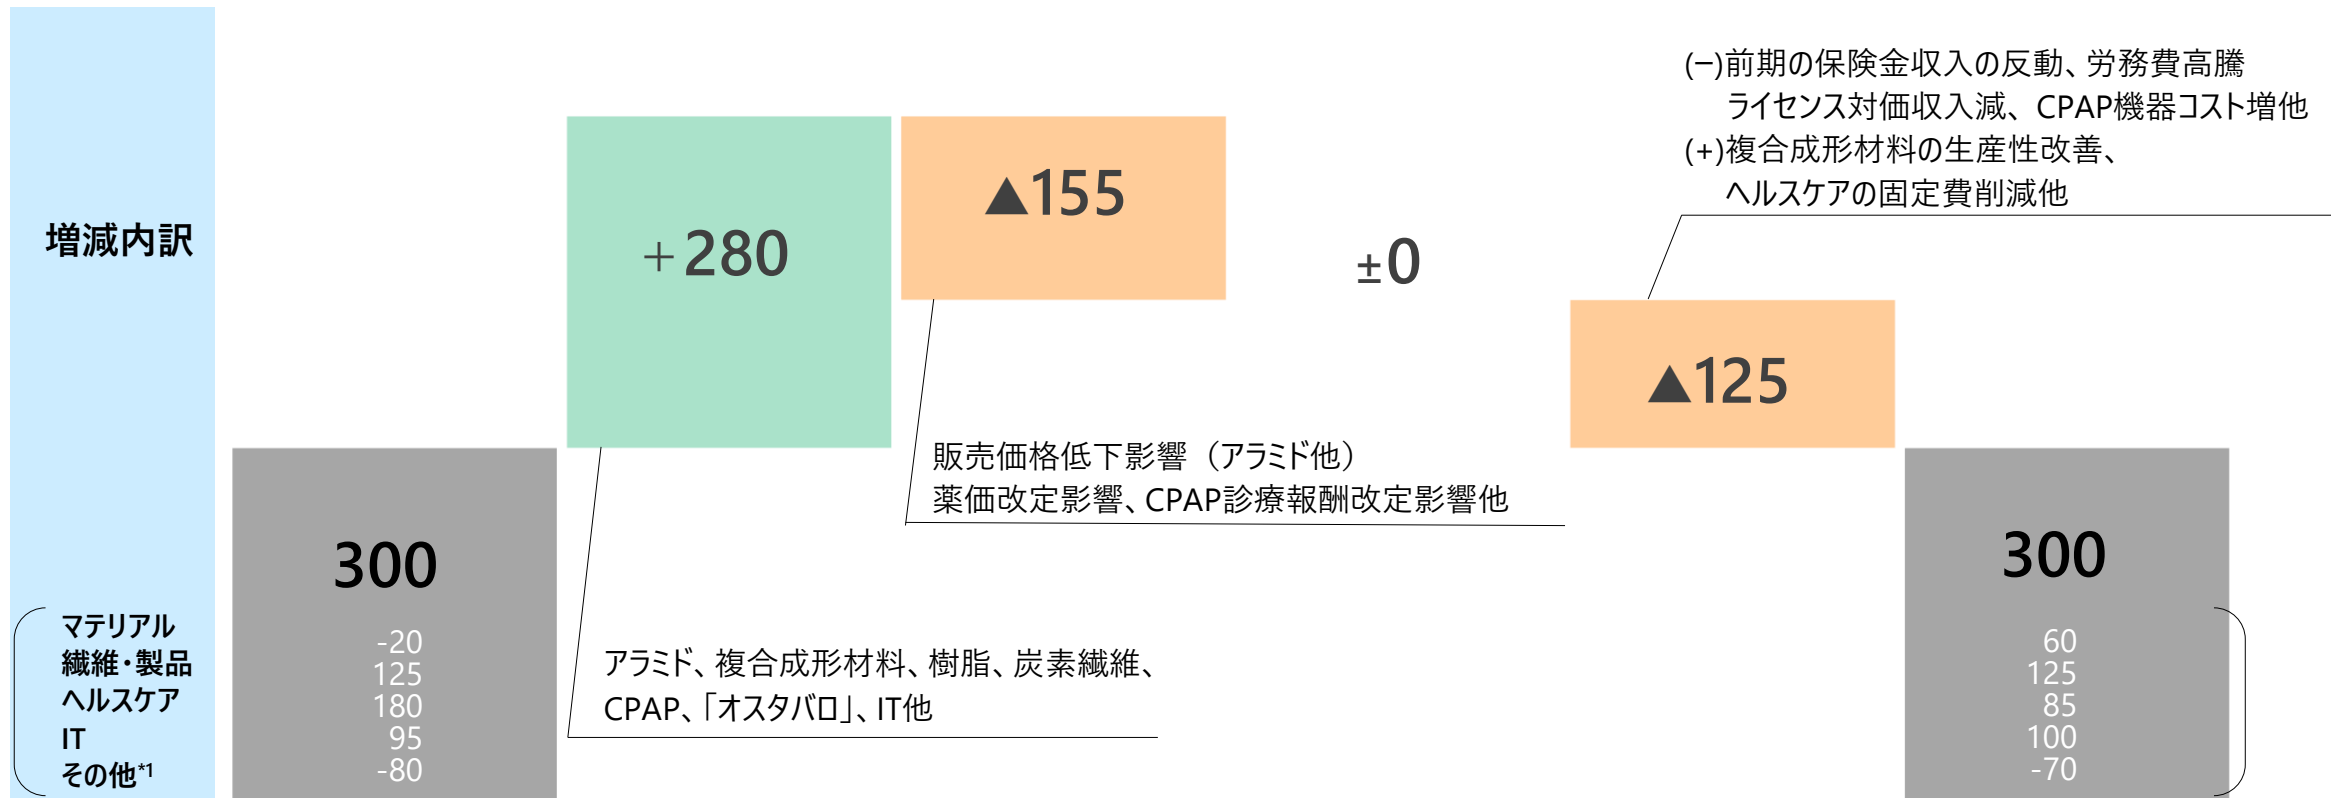 (−)前期の保険金収入の反動、労務費高騰
ライセンス対価収入減、CPAP機器コスト増他
(+)複合成形材料の生産性改善、
ヘルスケアの固定費削減他
増減内訳
+280
▲155
±0
▲125
販売価格低下影響（アラミド他）
薬価改定影響、CPAP診療報酬改定影響他
アラミド、複合成形材料、樹脂、炭素繊維、
CPAP、「オスタバロ」、IT他
300
300
マテリアル -20 60
繊維・製品 125 125
ヘルスケア 180 85
IT 95 100
その他*1 -80 -70